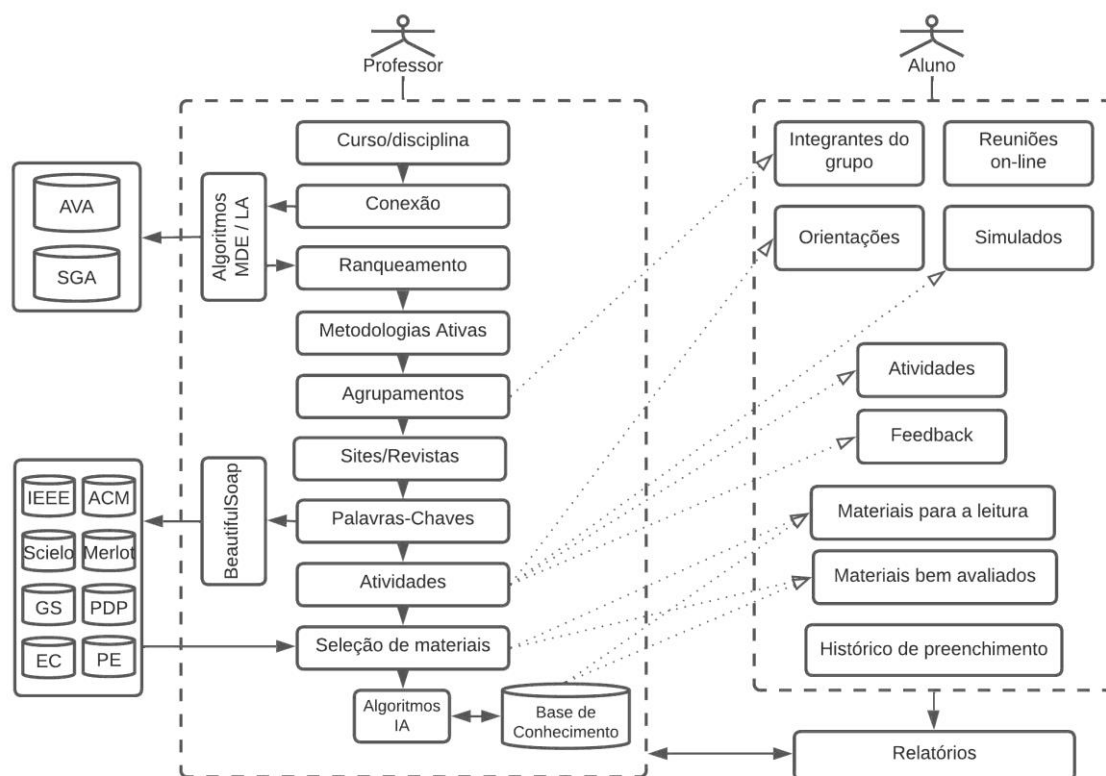 Professor
Aluno
Curso/disciplina
Conexão
Ranqueamento
Metodologias Ativas
Agrupamentos
Sites/Revistas
Palavras-Chaves
Atividades
Seleção de materiais
Algoritmos
IA
Base de
Conhecimento
Algoritmos
MDE / LA
AVA
SGA
BeautifulSoap
IEEE
ACM
Scielo
Merlot
GS
PDP
EC
PE
Integrantes do
grupo
Reuniões
on-line
Orientações
Simulados
Atividades
Feedback
Materiais para a leitura
Materiais bem avaliados
Histórico de preenchimento
Relatórios